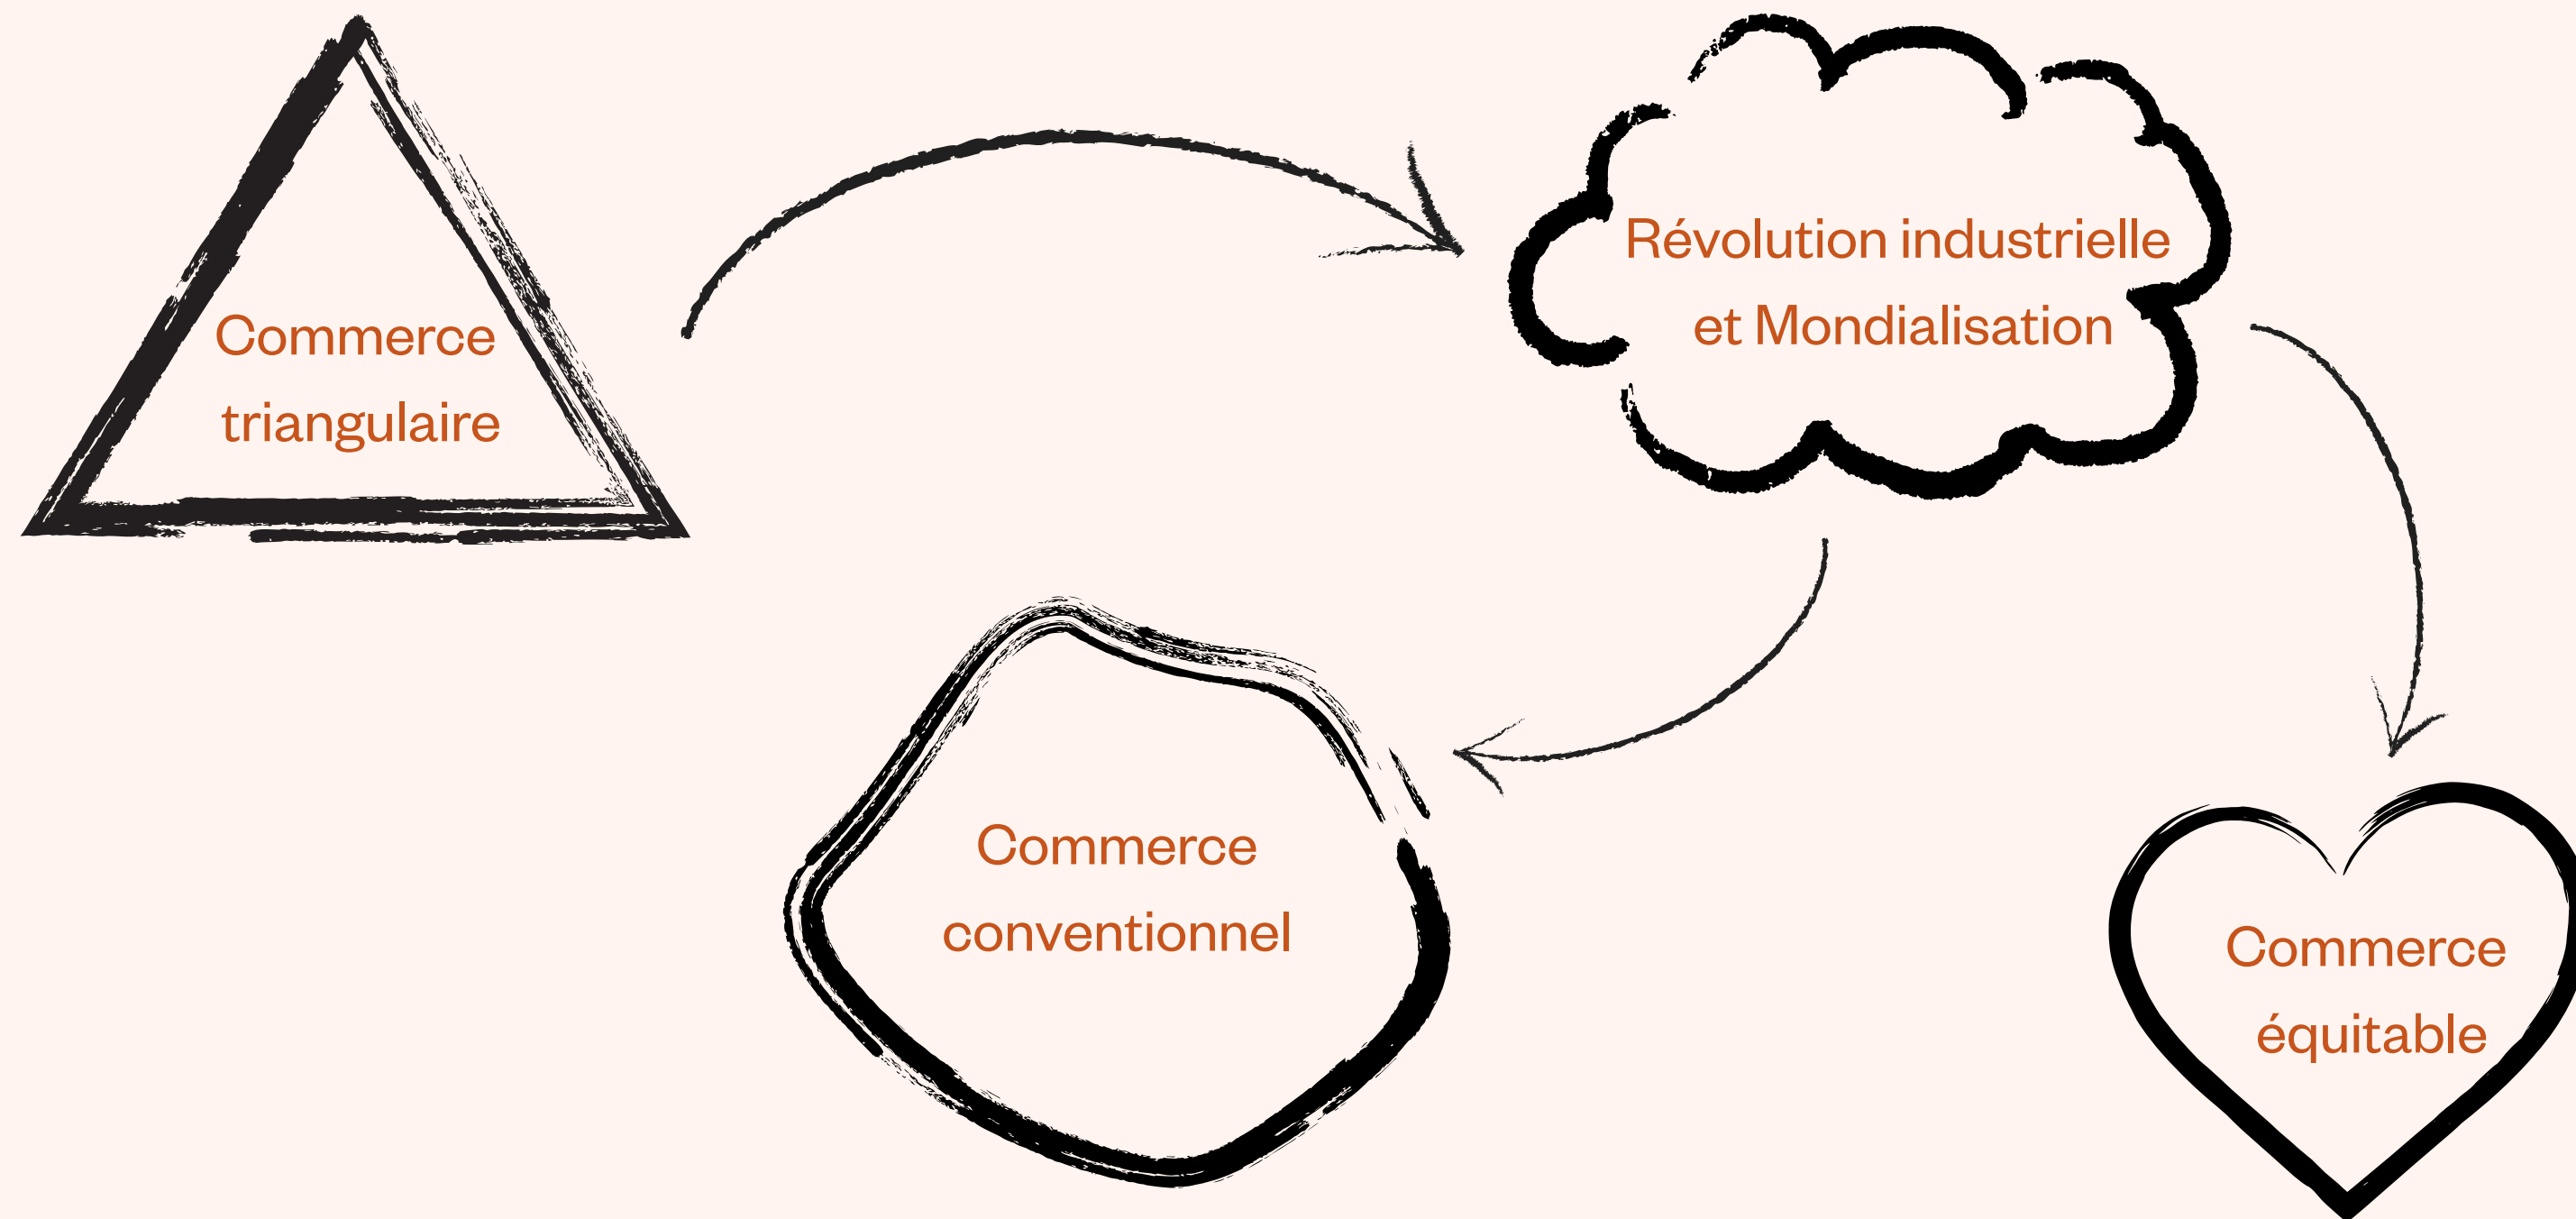 Commerce
triangulaire
Révolution industrielle
et Mondialisation
Commerce
conventionnel
Commerce
équitable